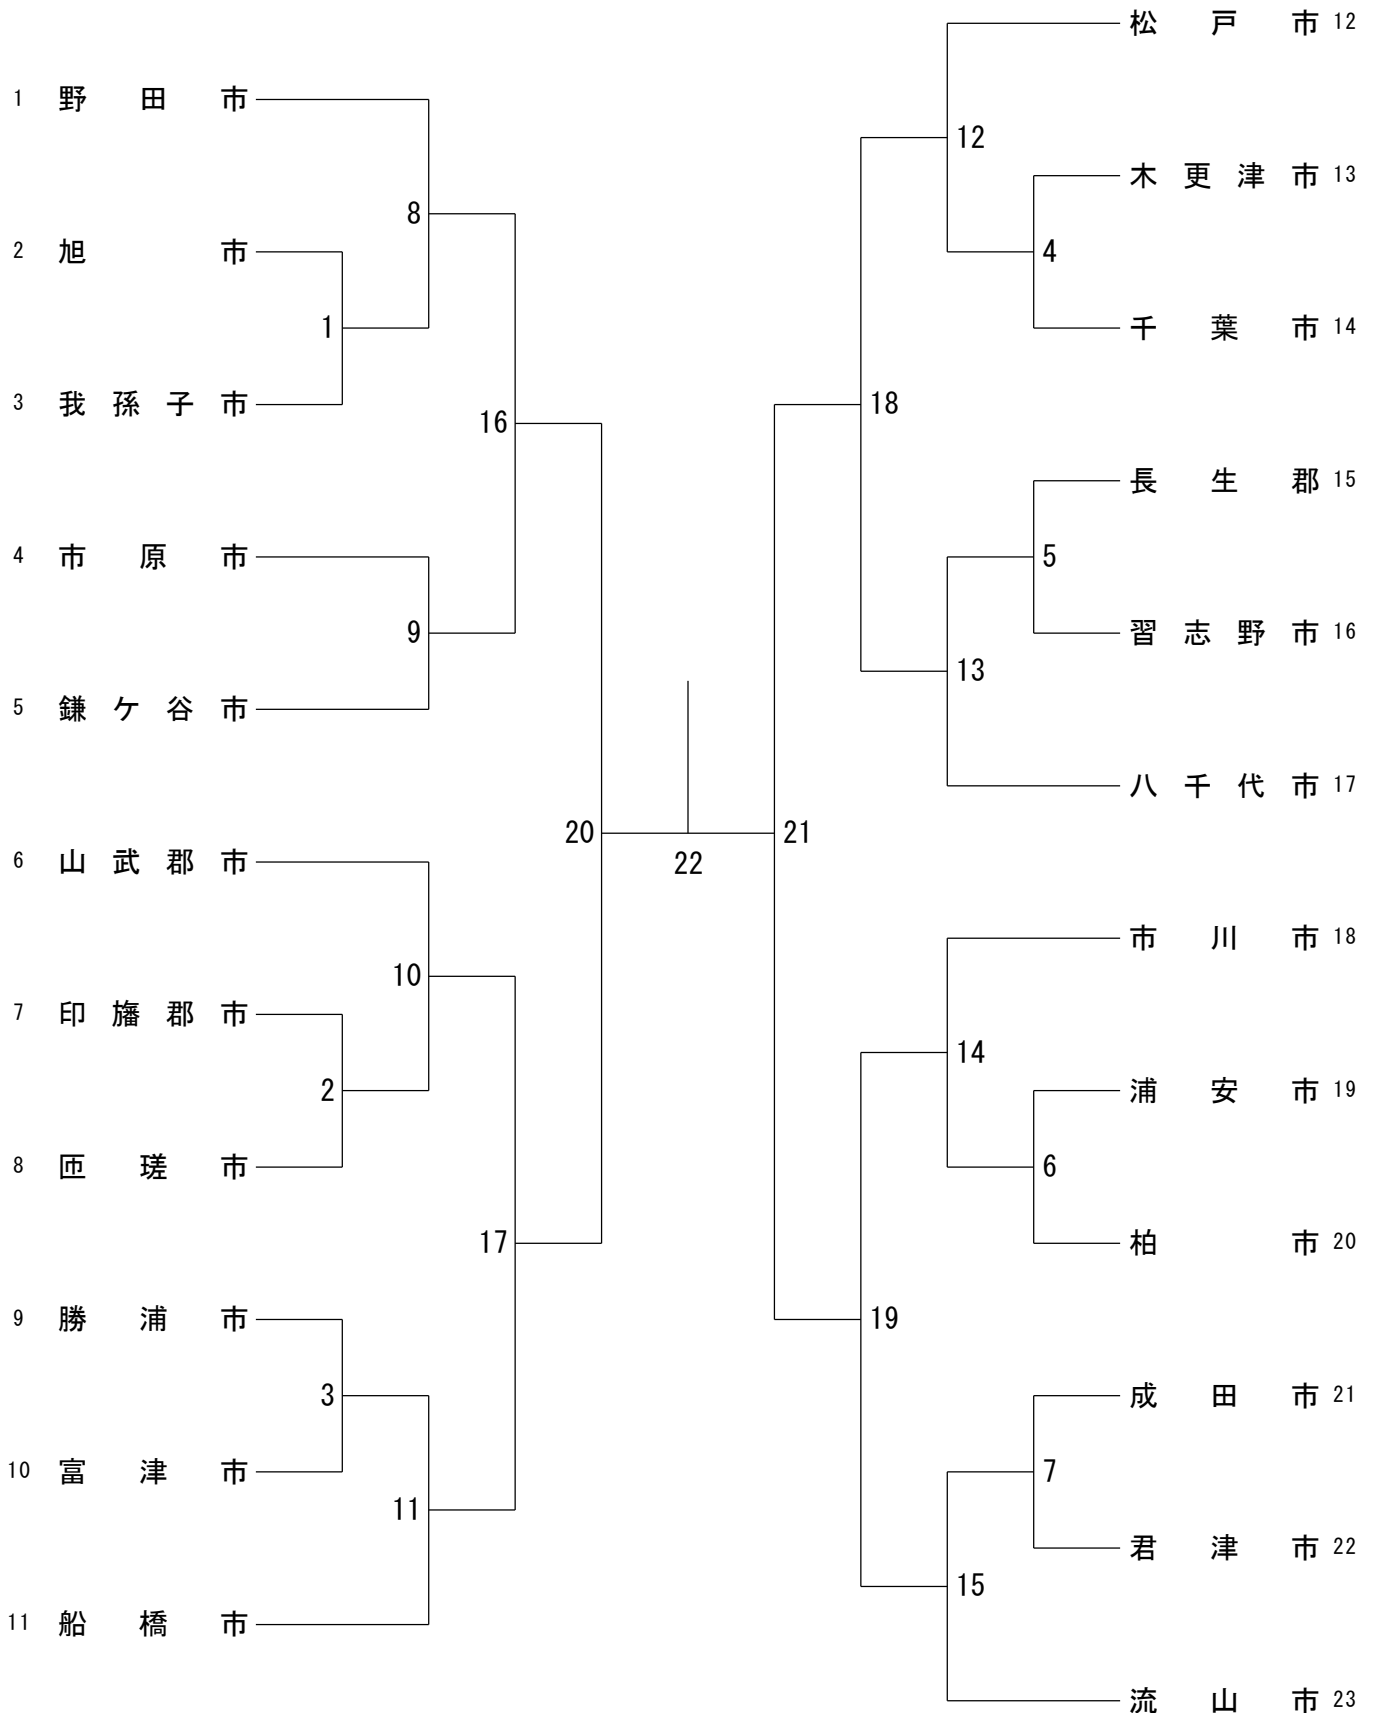 1 野田市
2 旭市
3 我孫子市
4 市原市
5 鎌ケ谷市
6 山武郡市
7 印旛郡市
8 匝瑳市
9 勝浦市
10 富津市
11 船橋市
8
1
16
9
20
10
2
17
3
11
22
21
12
4
18
5
13
14
6
19
7
15
松戸市 12
木更津市 13
千葉市 14
長生郡 15
習志野市 16
八千代市 17
市川市 18
浦安市 19
柏市 20
成田市 21
君津市 22
流山市 23